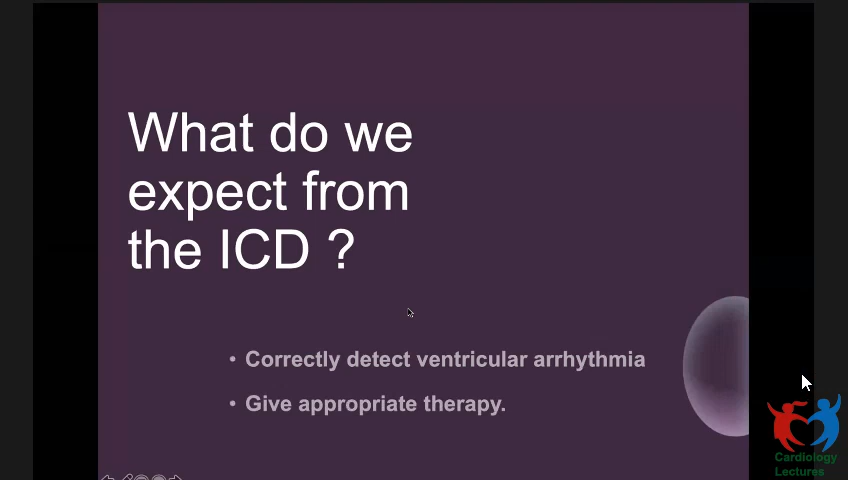 What do we
expect from
the ICD ?
• Correctly detect ventricular arrhythmia
• Give appropriate therapy.
Cardiology
Lectures